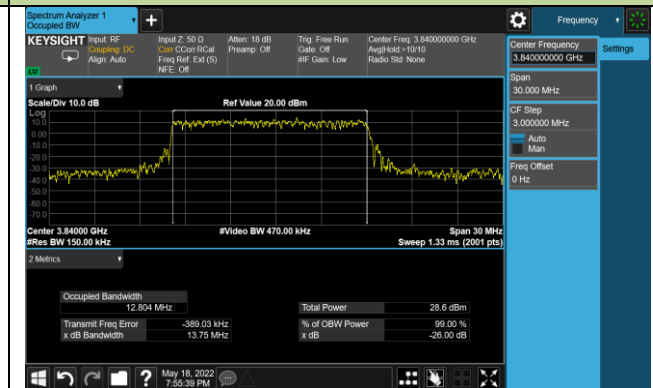 Spectrum Analyzer 1
Occupied BW
+
Frequency
KEYSIGHT
Input: RF
Coupling: DC
Align: Auto
Input Z: 50 Ω
Corr CCorr RCal
Freq Ref: Ext (S)
NFE: Off
Atten: 18 dB
Preamp: Off
Trig: Free Run
Gate: Off
#IF Gain: Low
Center Freq: 3.840000000 GHz
Avg|Hold:>10/10
Radio Std: None
LW
Center Frequency
3.840000000 GHz
Settings
Span
30.000 MHz
CF Step
3.000000 MHz
Auto
Man
Freq Offset
0 Hz
1 Graph
Scale/Div 10.0 dB
Ref Value 20.00 dBm
Log
10.0
0.00
-10.0
-20.0
-30.0
-40.0
-50.0
-60.0
-70.0
Center 3.84000 GHz
#Video BW 470.00 kHz
Span 30 MHz
#Res BW 150.00 kHz
Sweep 1.33 ms (2001 pts)
2 Metrics
Occupied Bandwidth
12.804 MHz
Total Power
28.6 dBm
Transmit Freq Error
-389.03 kHz
% of OBW Power
99.00 %
x dB Bandwidth
13.75 MHz
x dB
-26.00 dB
?
May 18, 2022
7:55:39 PM